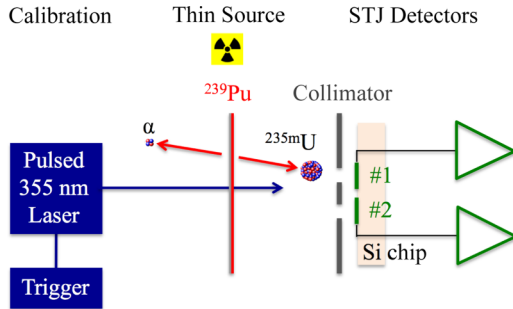 Calibration
Thin Source
STJ Detectors
²³⁹Pu
Collimator
α
²³⁵ᵐU
Pulsed
355 nm
Laser
#1
#2
Si chip
Trigger